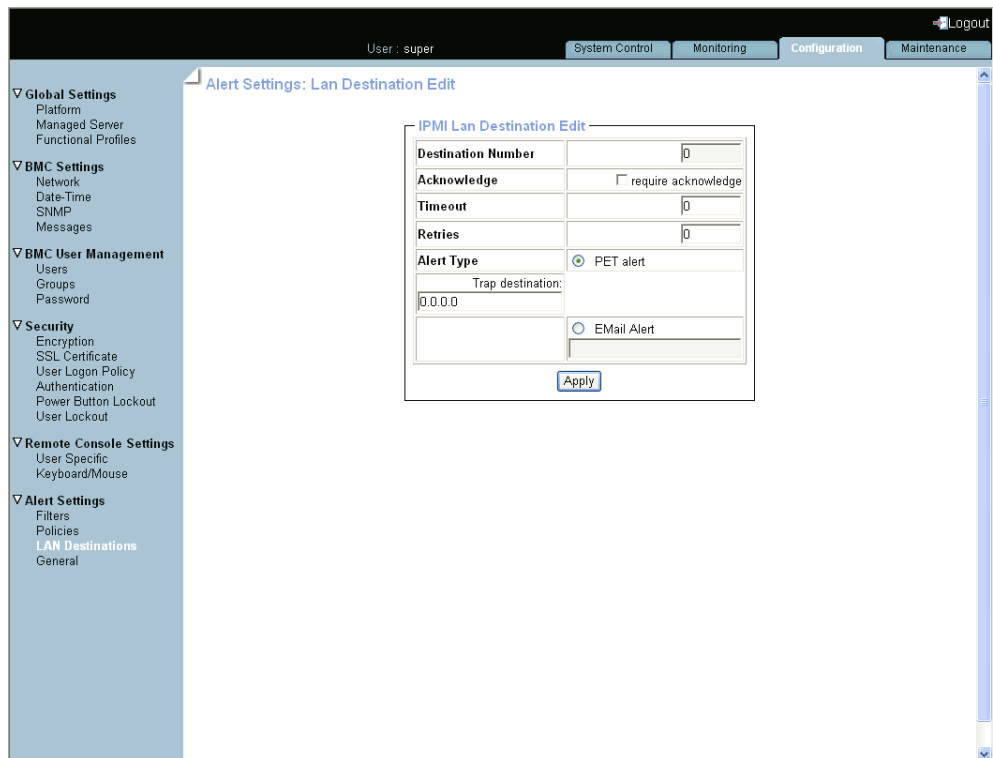 Logout
User : super
System Control
Monitoring
Configuration
Maintenance
Global Settings
Platform
Managed Server
Functional Profiles
BMC Settings
Network
Date-Time
SNMP
Messages
BMC User Management
Users
Groups
Password
Security
Encryption
SSL Certificate
User Logon Policy
Authentication
Power Button Lockout
User Lockout
Remote Console Settings
User Specific
Keyboard/Mouse
Alert Settings
Filters
Policies
LAN Destinations
General
Alert Settings: Lan Destination Edit
IPMI Lan Destination Edit
Destination Number 0
Acknowledge require acknowledge
Timeout 0
Retries 0
Alert Type PET alert
Trap destination:
0.0.0.0
EMail Alert
Apply